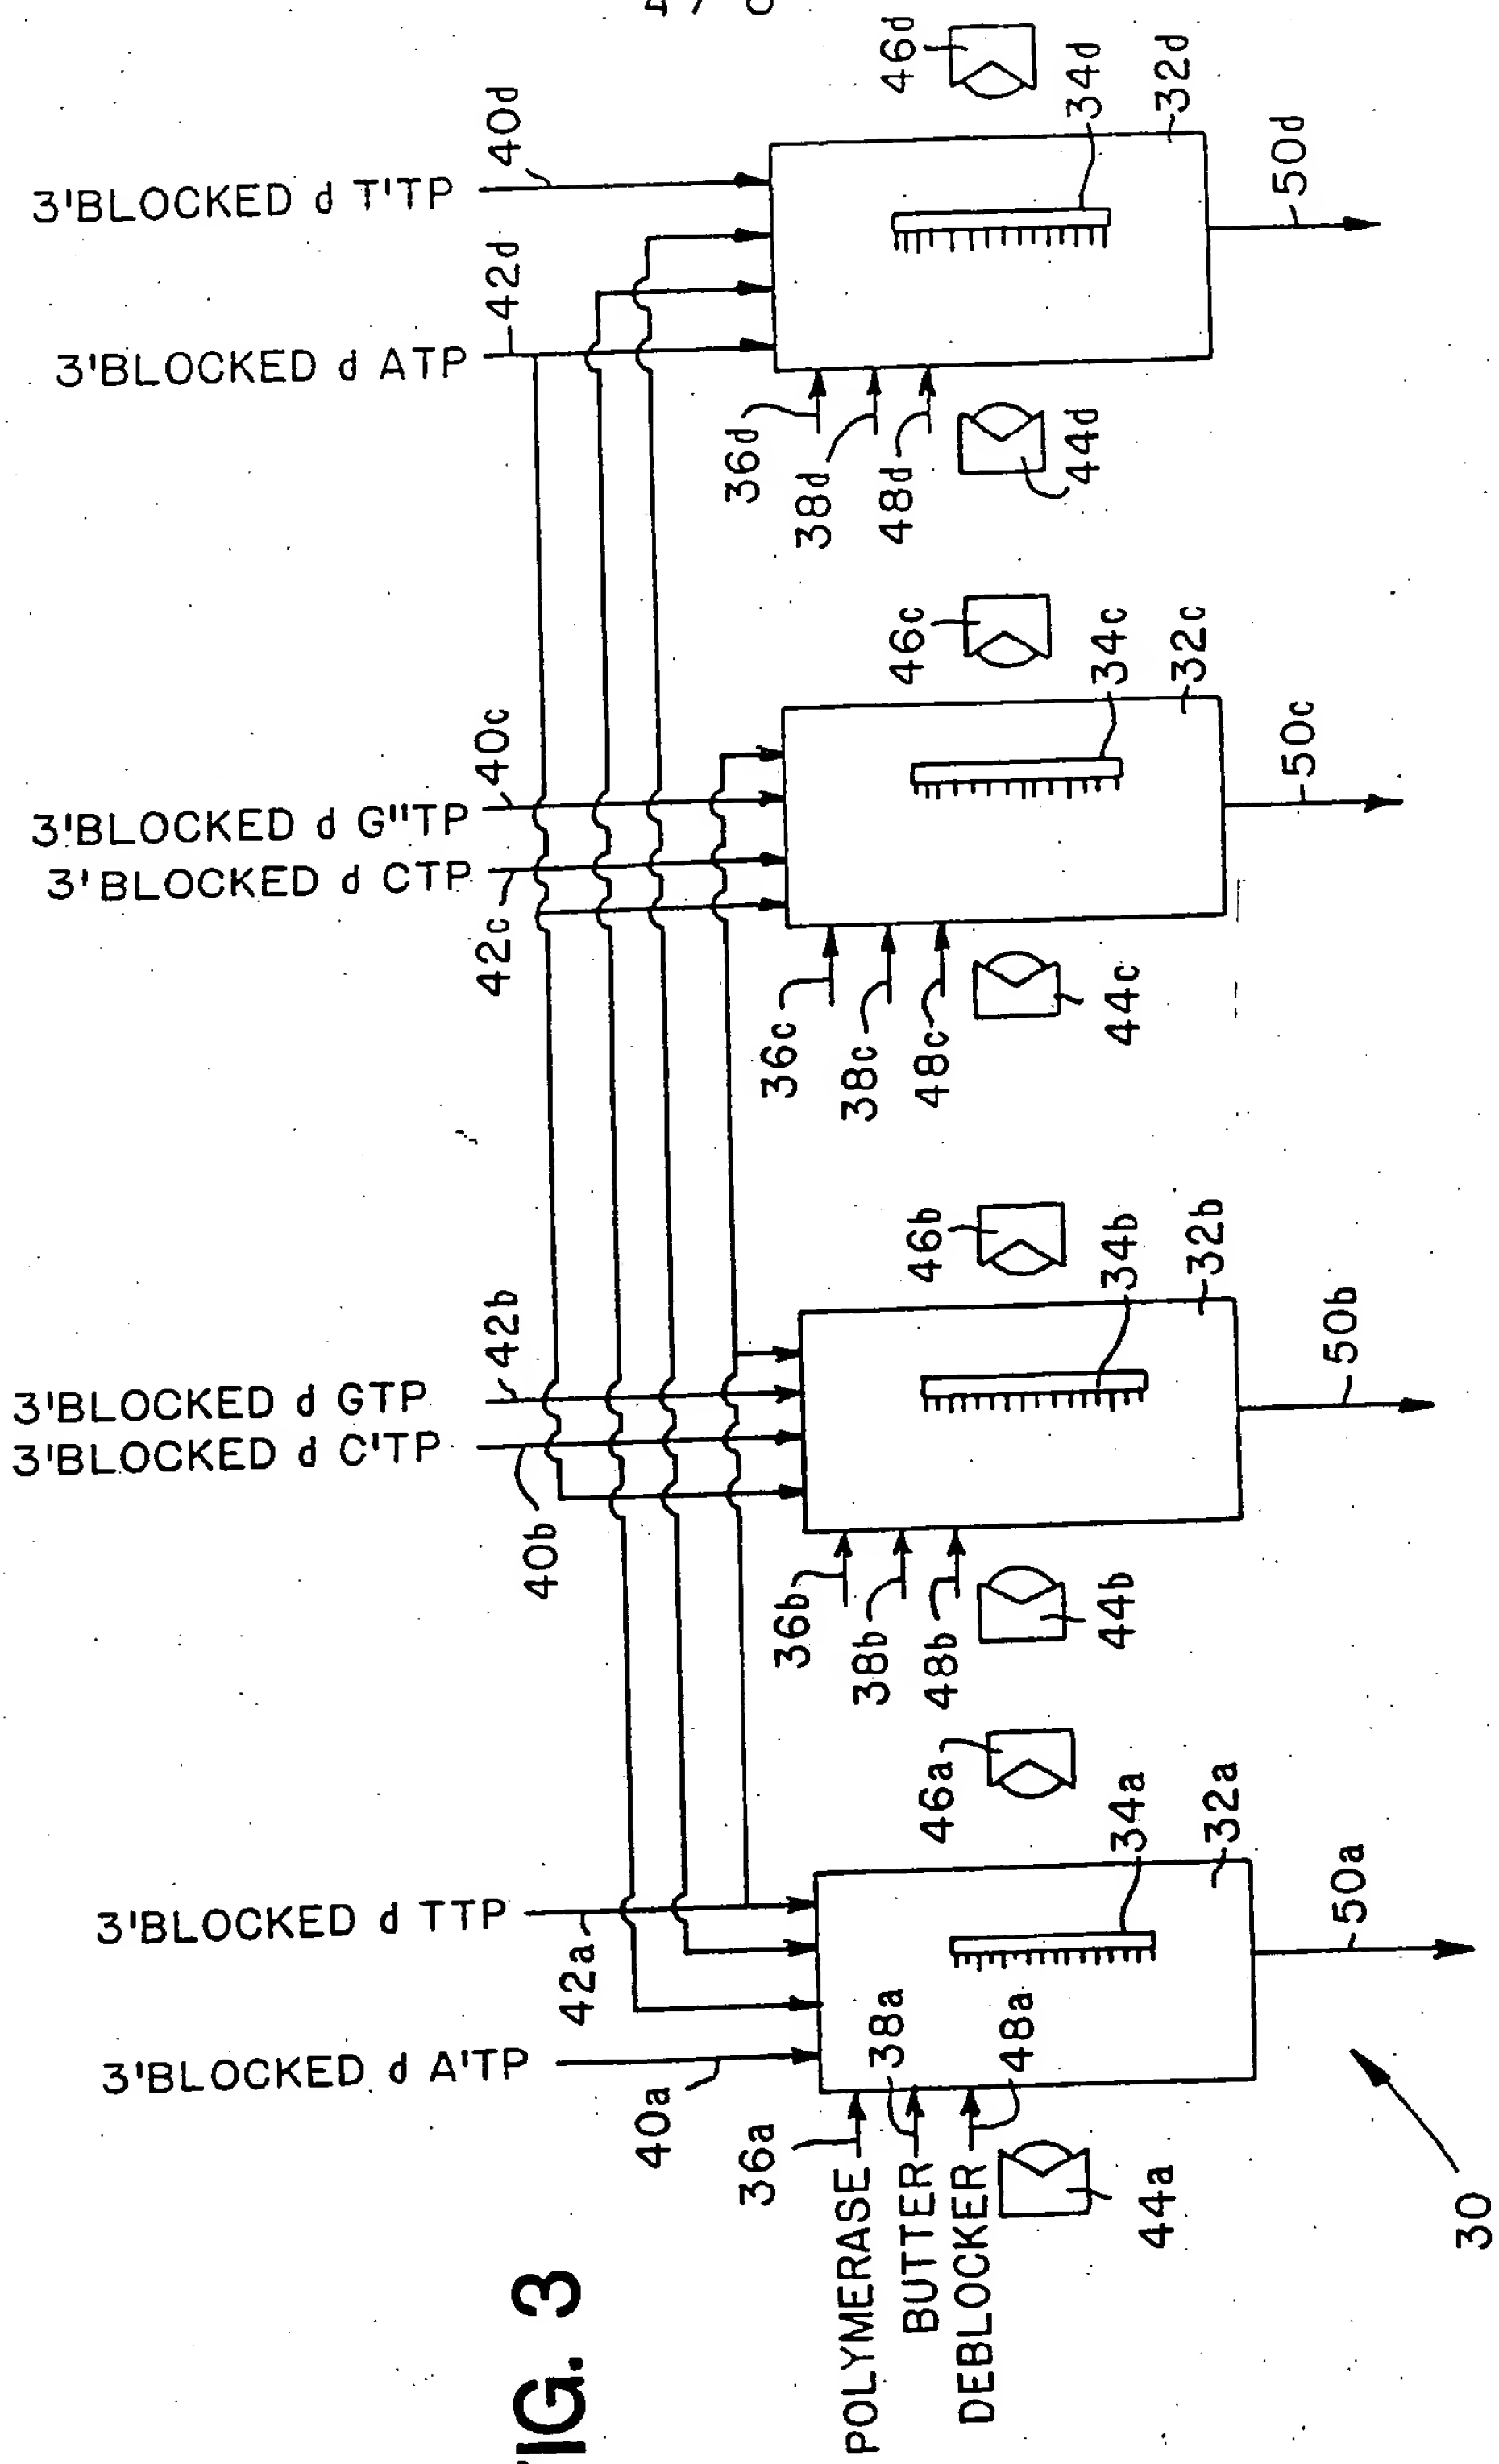 FIG. 3
3'BLOCKED d A'TP
3'BLOCKED d TTP
3'BLOCKED d C'TP
3'BLOCKED d GTP
3'BLOCKED d CTP
3'BLOCKED d G"TP
3'BLOCKED d ATP
3'BLOCKED d T'TP
40a
42a
40b
42b
42c
40c
42d
40d
POLYMERASE
BUTTER
DEBLOCKER
36a
38a
48a
44a
46a
34a
32a
50a
36b
38b
48b
44b
46b
34b
32b
50b
36c
38c
48c
44c
46c
34c
32c
50c
36d
38d
48d
44d
46d
34d
32d
50d
30